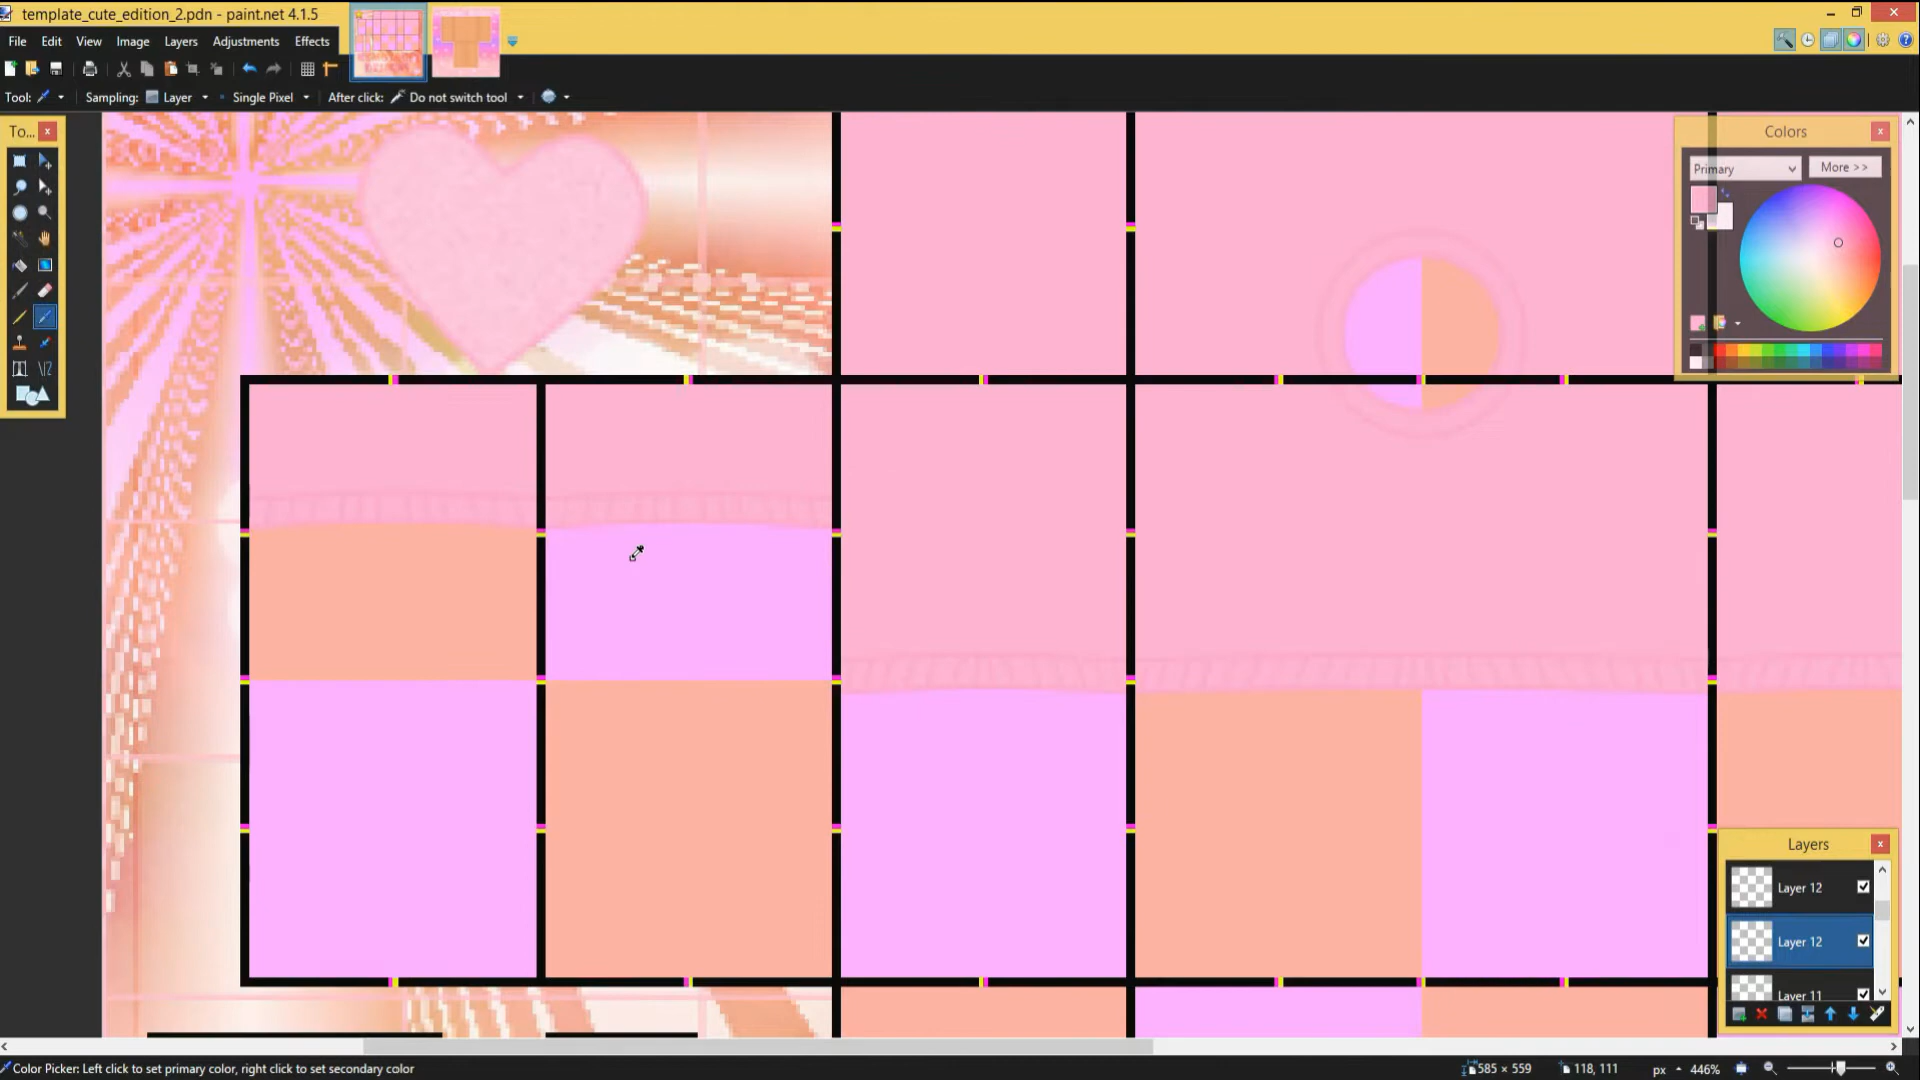 template_cute_edition_2.pdn - paint.net 4.1.5
File Edit View Image Layers Adjustments Effects
Tool: Sampling: Layer Single Pixel After click: Do not switch tool
To...
Colors
Primary More >>
Layers
Layer 12
Layer 12
Layer 11
Color Picker: Left click to set primary color, right click to set secondary color 585 × 559 118, 111 px 446%